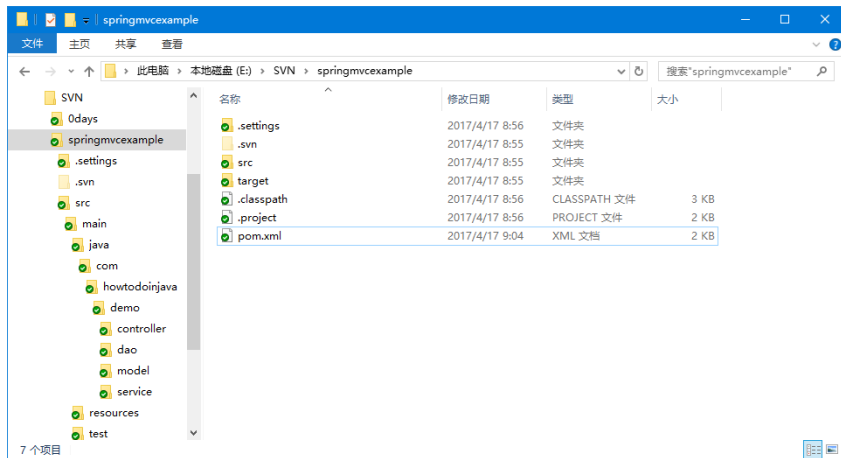 springmvcexample
文件 主页 共享 查看
此电脑 › 本地磁盘 (E:) › SVN › springmvcexample 搜索"springmvcexample"
SVN
0days
springmvcexample
.settings
.svn
src
main
java
com
howtodoinjava
demo
controller
dao
model
service
resources
test
名称 修改日期 类型 大小
.settings 2017/4/17 8:56 文件夹
.svn 2017/4/17 8:55 文件夹
src 2017/4/17 8:55 文件夹
target 2017/4/17 8:55 文件夹
.classpath 2017/4/17 8:56 CLASSPATH 文件 3 KB
.project 2017/4/17 8:56 PROJECT 文件 2 KB
pom.xml 2017/4/17 9:04 XML 文档 2 KB
7 个项目